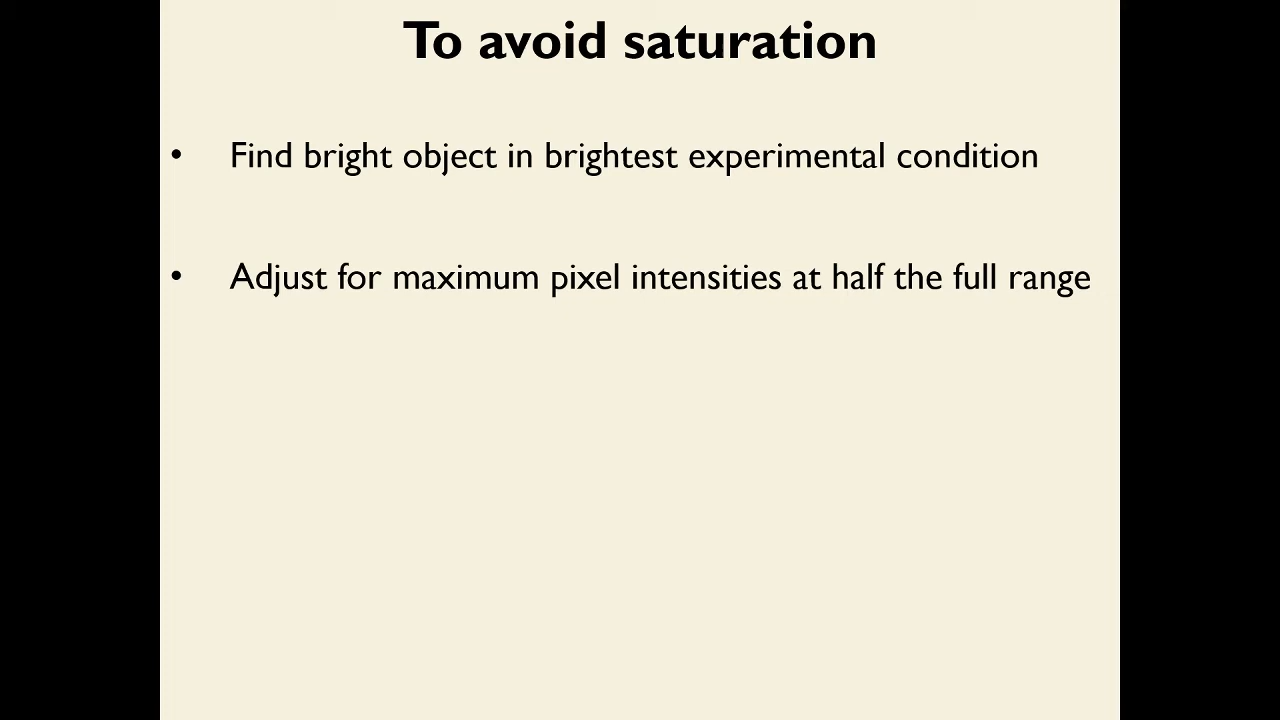 To avoid saturation
• Find bright object in brightest experimental condition
• Adjust for maximum pixel intensities at half the full range